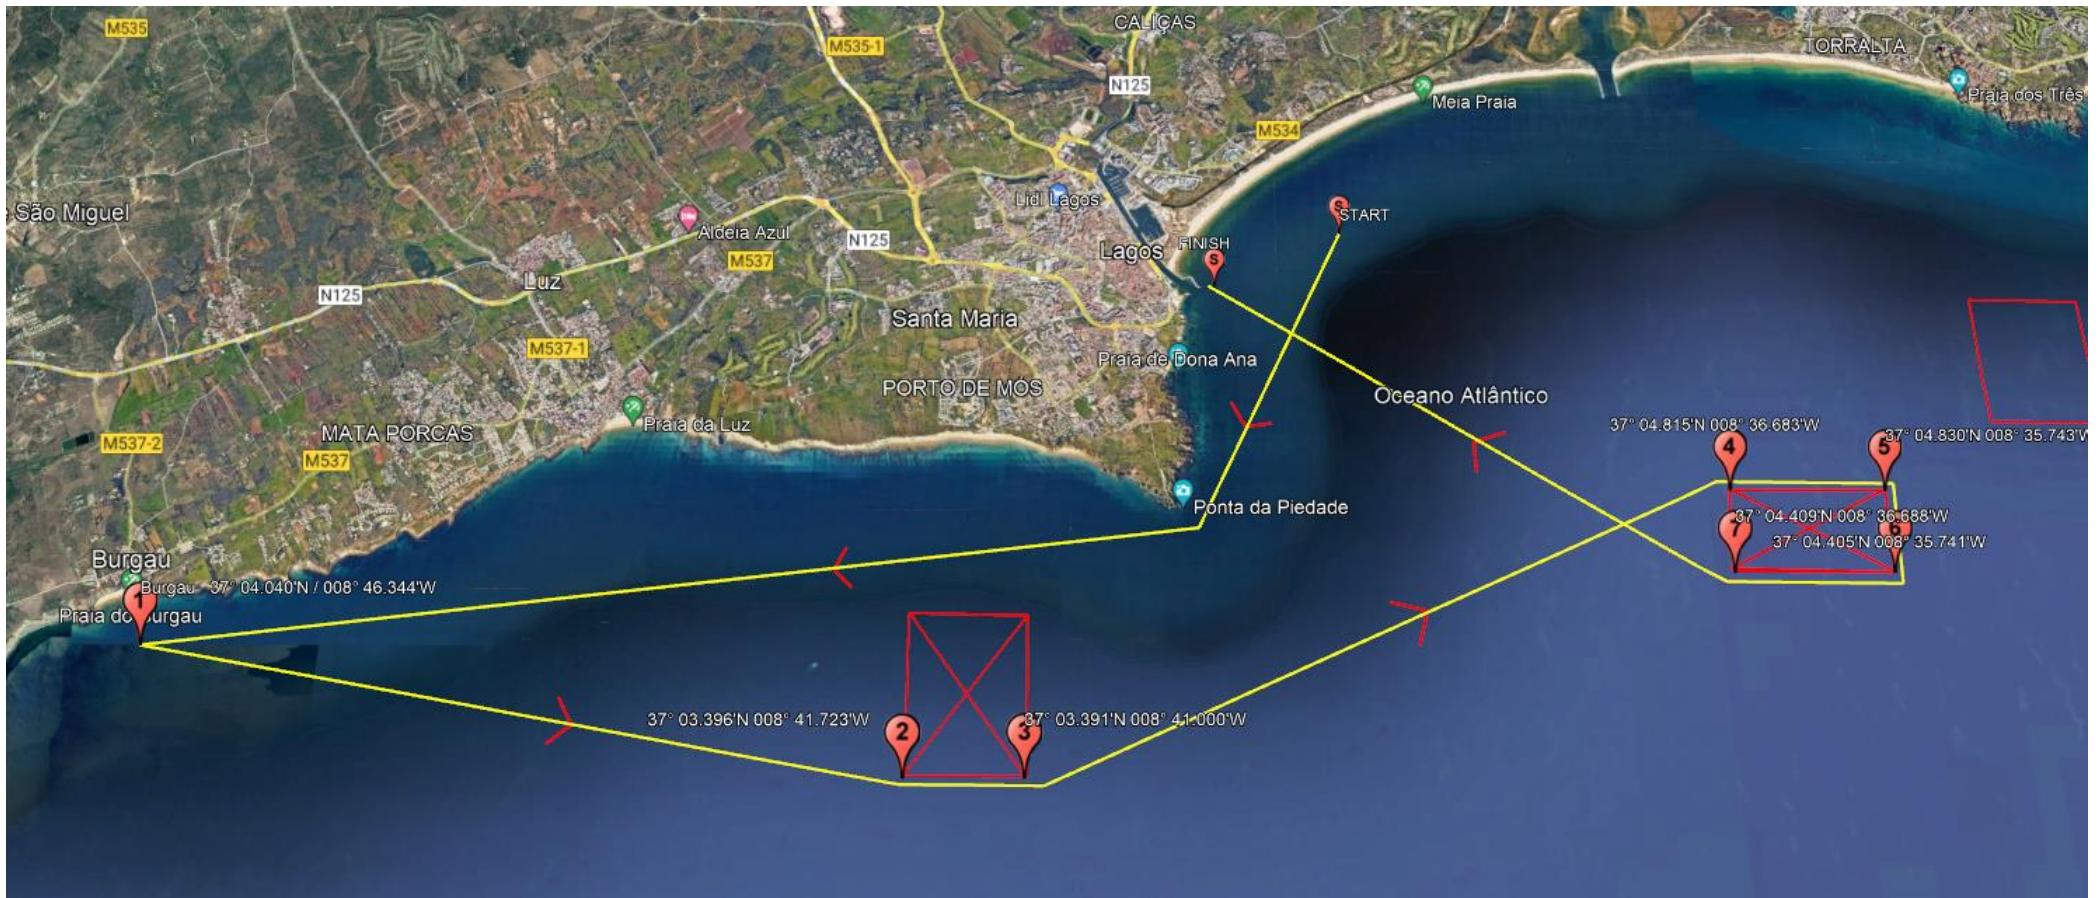 CALIÇAS
M535
M535-1
TORRALTA
N125
Praia dos Três
Meia Praia
M534
São Miguel
Lidl Lagos
S
START
Aldeia Azul
N125
Lagos
FINISH
S
M537
Luz
N125
Santa Maria
M537-1
Praia de Dona Ana
PORTO DE MÓS
Oceano Atlântico
Praia da Luz
MATA PORCAS
M537-2
M537
37° 04.815'N 008° 36.683'W
4
5
37° 04.830'N 008° 35.743'W
Ponta da Piedade
37° 04.409'N 008° 36.688'W
7
6
37° 04.405'N 008° 35.741'W
Burgau
Burgau 37° 04.040'N / 008° 46.344'W
1
Praia do Burgau
37° 03.396'N 008° 41.723'W
2
3
37° 03.391'N 008° 41.000'W